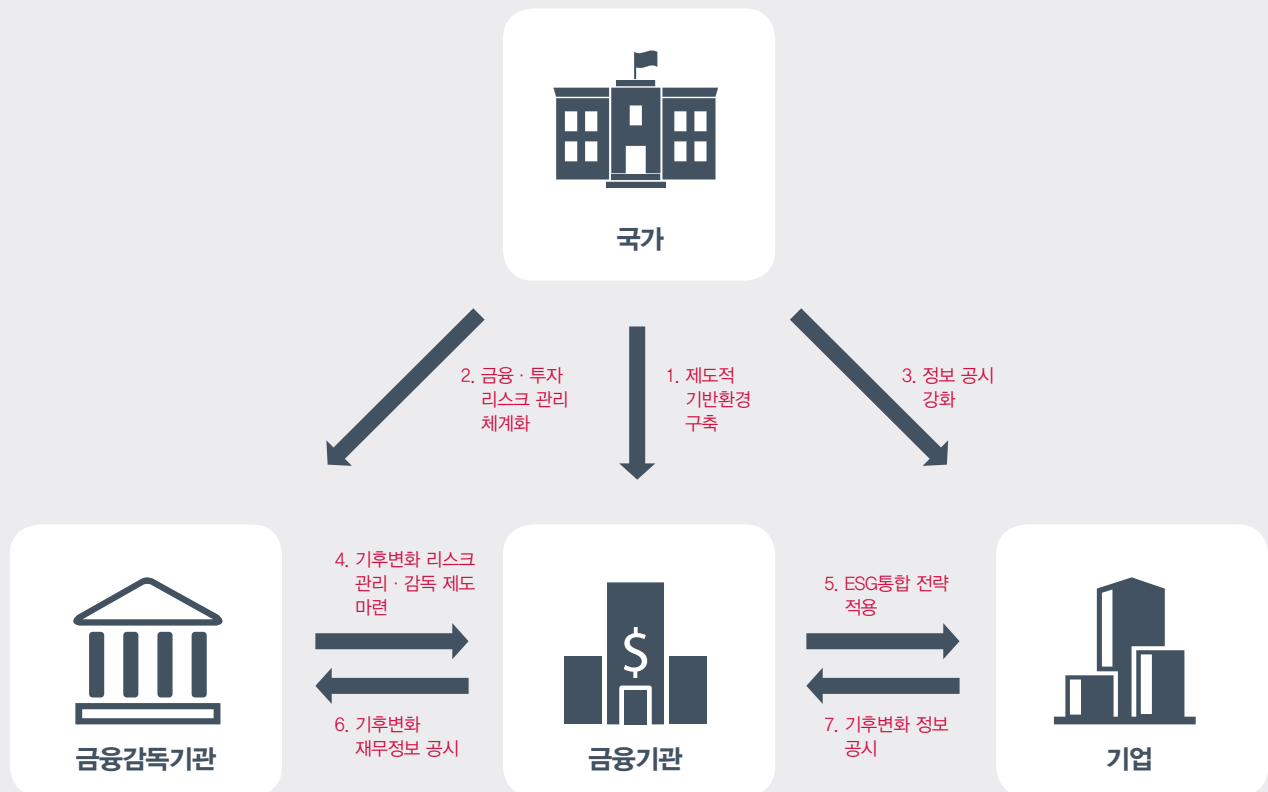 국가
2. 금융 · 투자
리스크 관리
체계화
1. 제도적
기반환경
구축
3. 정보 공시
강화
4. 기후변화 리스크
관리 · 감독 제도
마련
5. ESG통합 전략
적용
$
6. 기후변화
재무정보 공시
7. 기후변화 정보
공시
금융감독기관
금융기관
기업